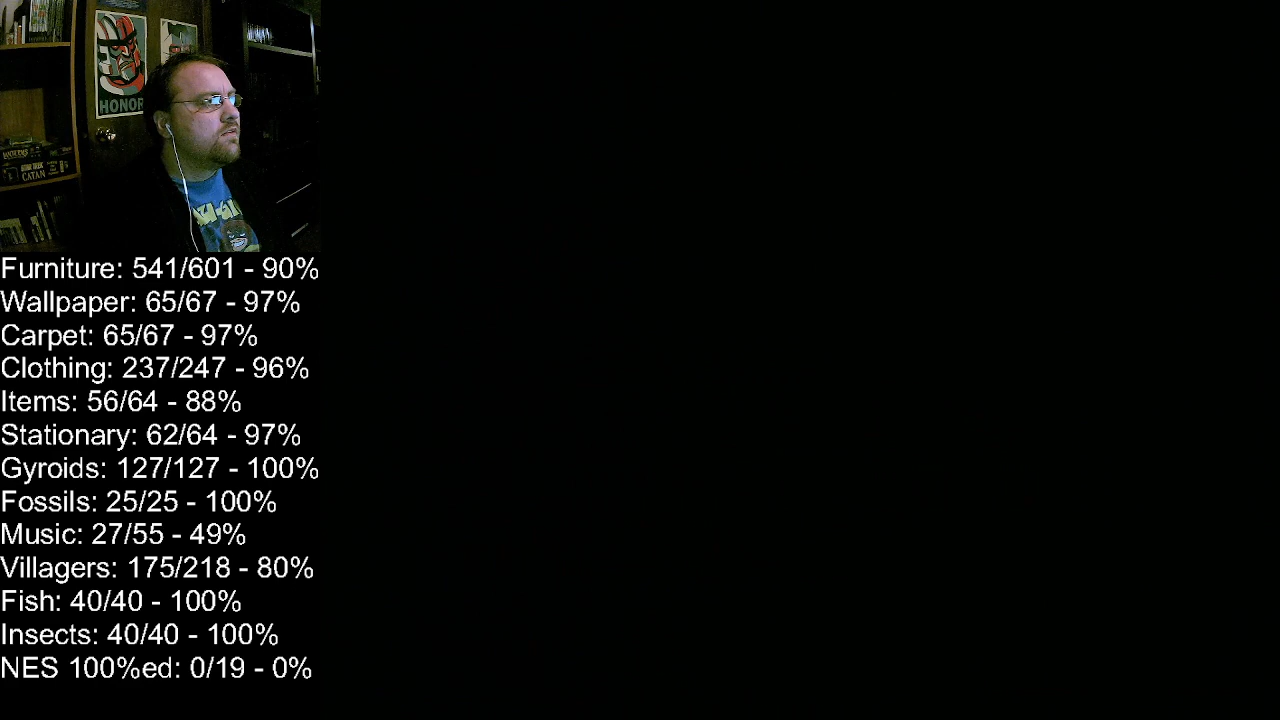 HONOR
CATAN
Furniture: 541/601 - 90%
Wallpaper: 65/67 - 97%
Carpet: 65/67 - 97%
Clothing: 237/247 - 96%
Items: 56/64 - 88%
Stationary: 62/64 - 97%
Gyroids: 127/127 - 100%
Fossils: 25/25 - 100%
Music: 27/55 - 49%
Villagers: 175/218 - 80%
Fish: 40/40 - 100%
Insects: 40/40 - 100%
NES 100%ed: 0/19 - 0%